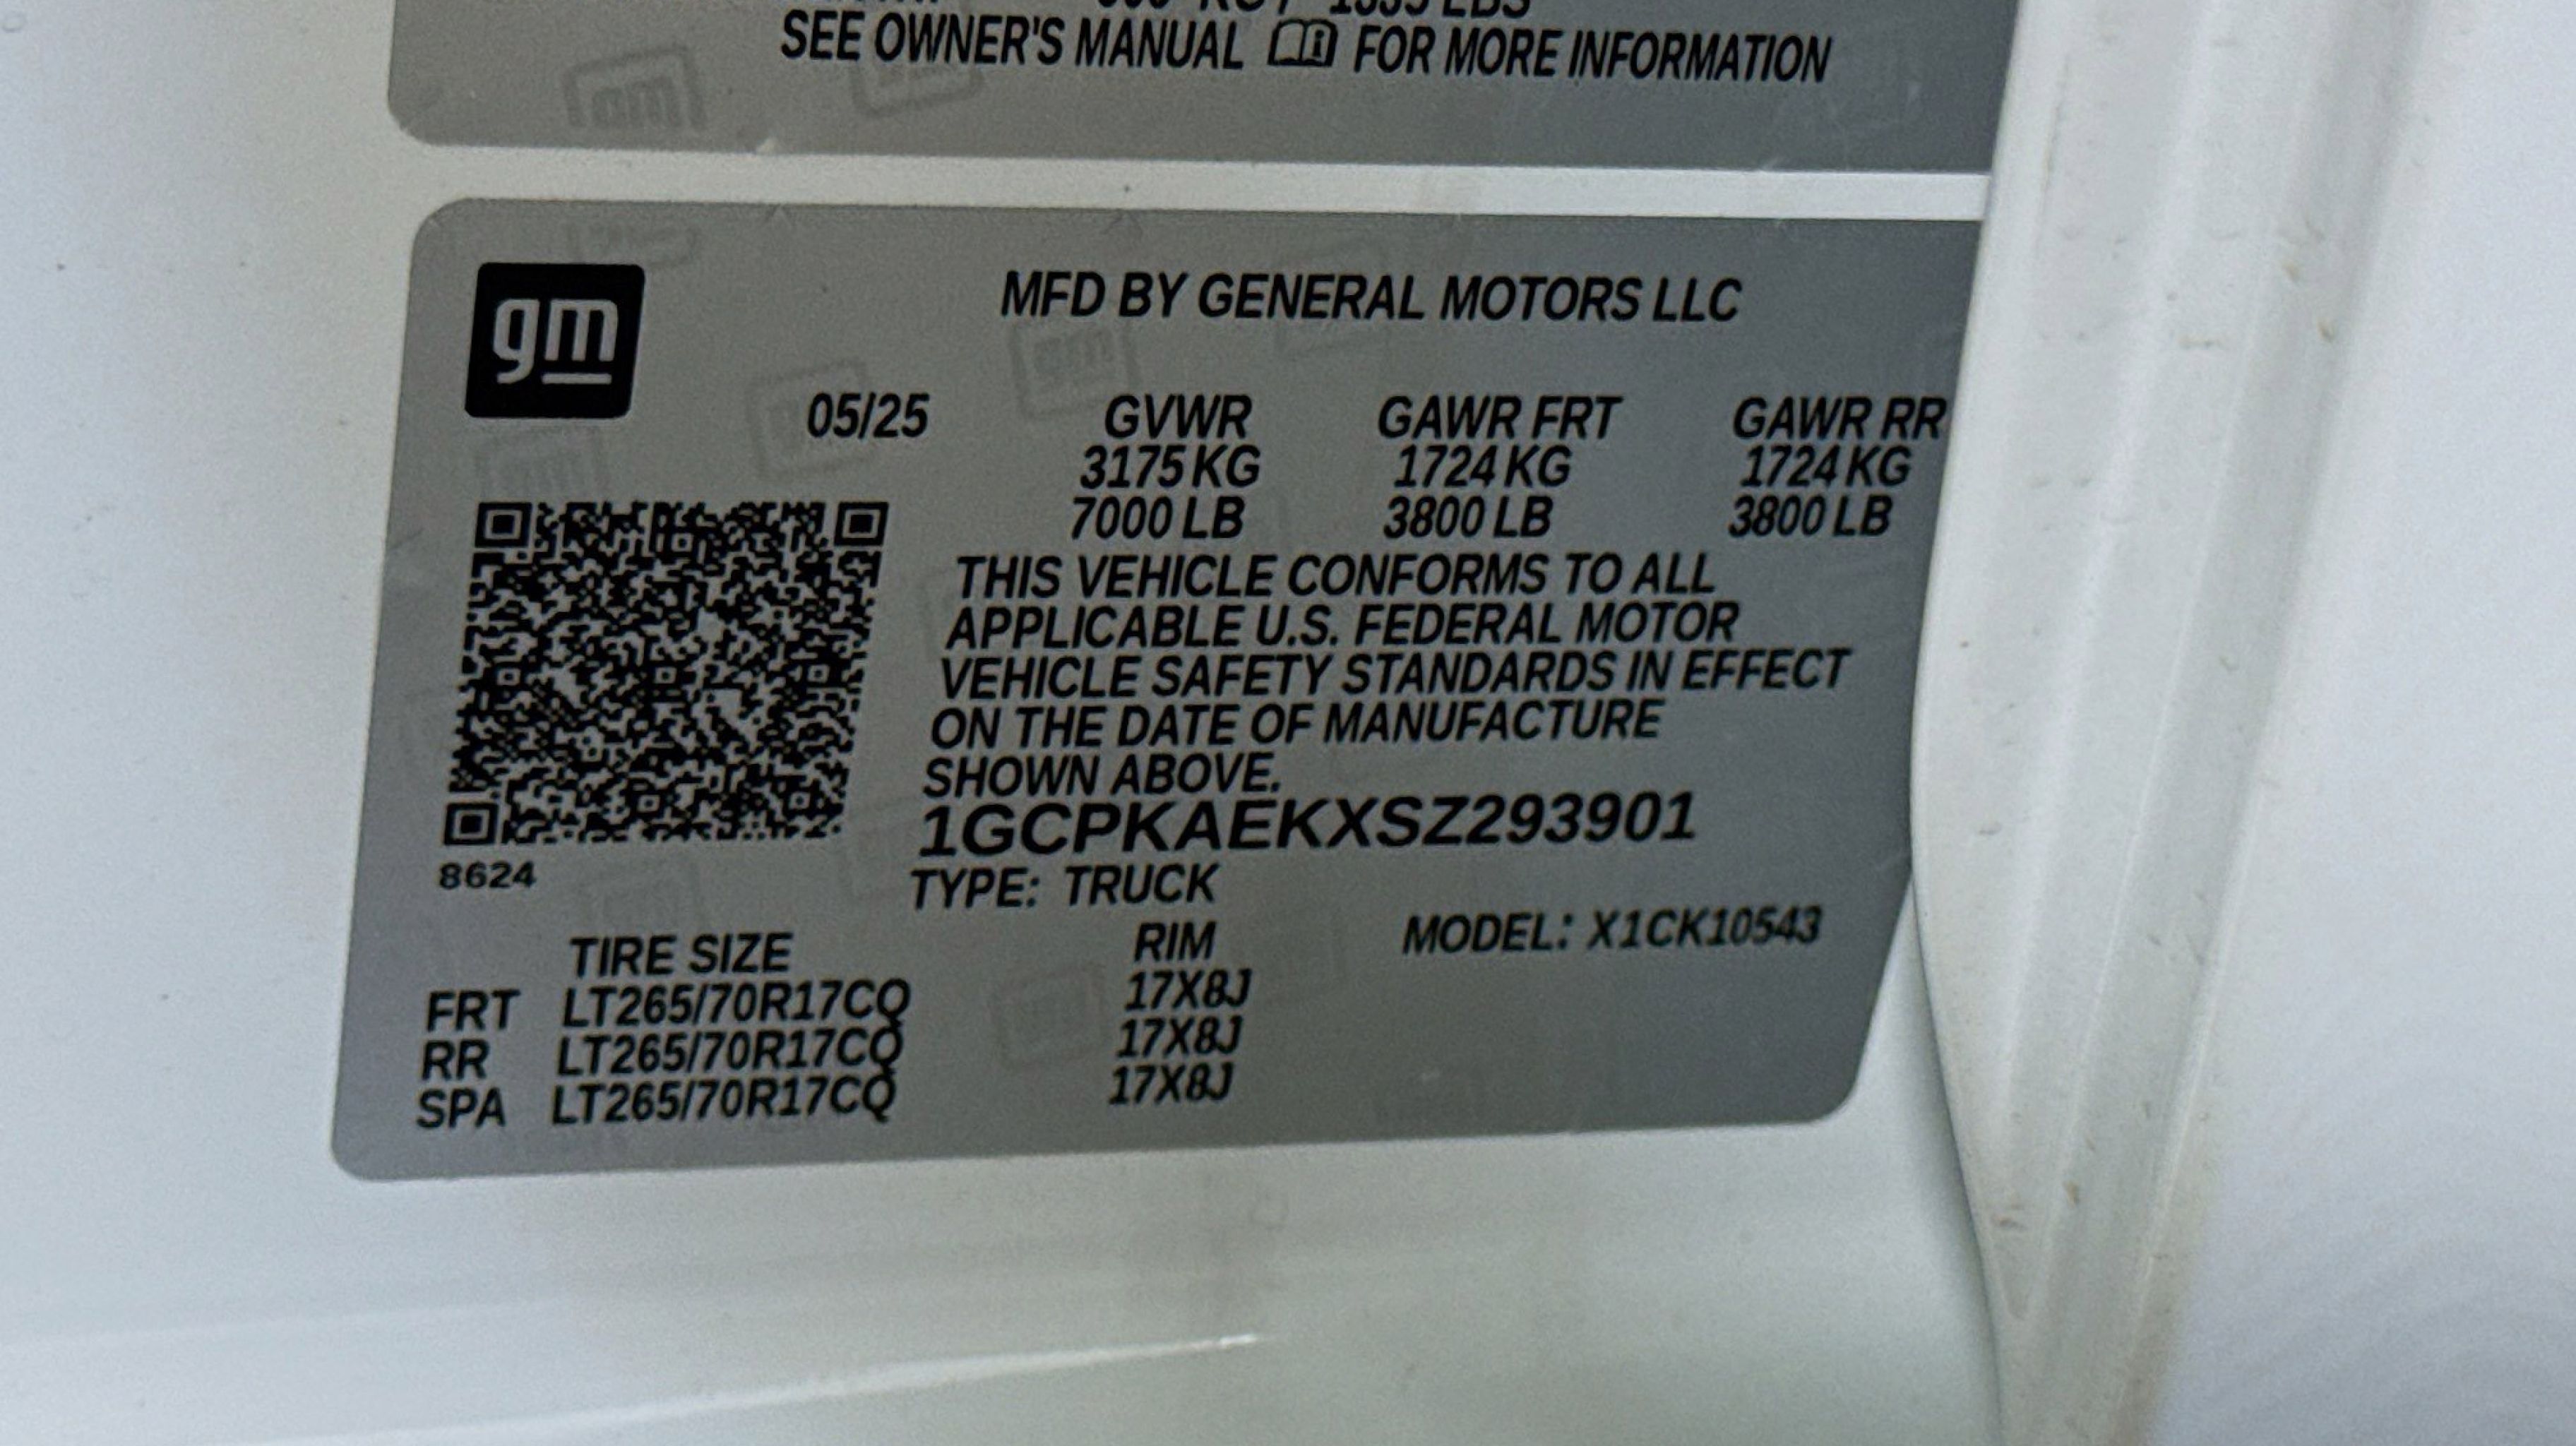 SEE OWNER'S MANUAL FOR MORE INFORMATION
gm
MFD BY GENERAL MOTORS LLC
05/25 GVWR GAWR FRT GAWR RR
3175 KG 1724 KG 1724 KG
7000 LB 3800 LB 3800 LB
THIS VEHICLE CONFORMS TO ALL
APPLICABLE U.S. FEDERAL MOTOR
VEHICLE SAFETY STANDARDS IN EFFECT
ON THE DATE OF MANUFACTURE
SHOWN ABOVE.
1GCPKAEKXSZ293901
8624
TYPE: TRUCK
MODEL: X1CK10543
TIRE SIZE RIM
FRT LT265/70R17CQ 17X8J
RR LT265/70R17CQ 17X8J
SPA LT265/70R17CQ 17X8J